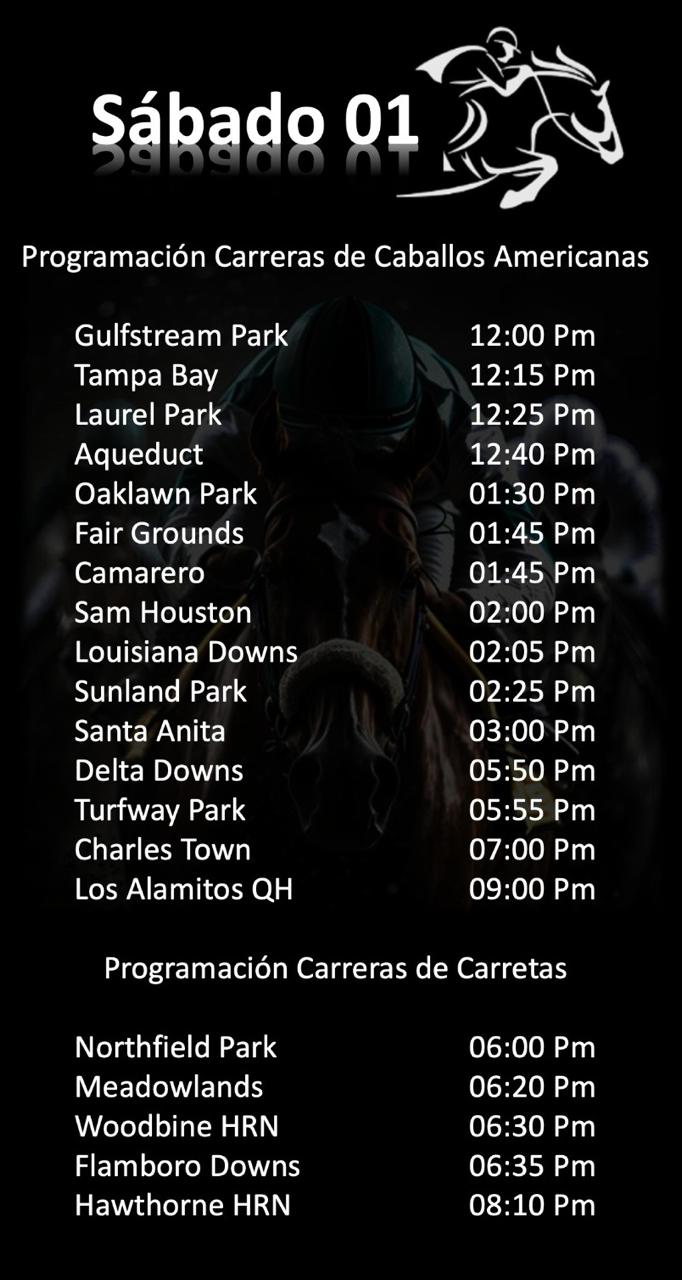 Sábado 01
Programación Carreras de Caballos Americanas
Gulfstream Park 12:00 Pm
Tampa Bay 12:15 Pm
Laurel Park 12:25 Pm
Aqueduct 12:40 Pm
Oaklawn Park 01:30 Pm
Fair Grounds 01:45 Pm
Camarero 01:45 Pm
Sam Houston 02:00 Pm
Louisiana Downs 02:05 Pm
Sunland Park 02:25 Pm
Santa Anita 03:00 Pm
Delta Downs 05:50 Pm
Turfway Park 05:55 Pm
Charles Town 07:00 Pm
Los Alamitos QH 09:00 Pm
Programación Carreras de Carretas
Northfield Park 06:00 Pm
Meadowlands 06:20 Pm
Woodbine HRN 06:30 Pm
Flamboro Downs 06:35 Pm
Hawthorne HRN 08:10 Pm